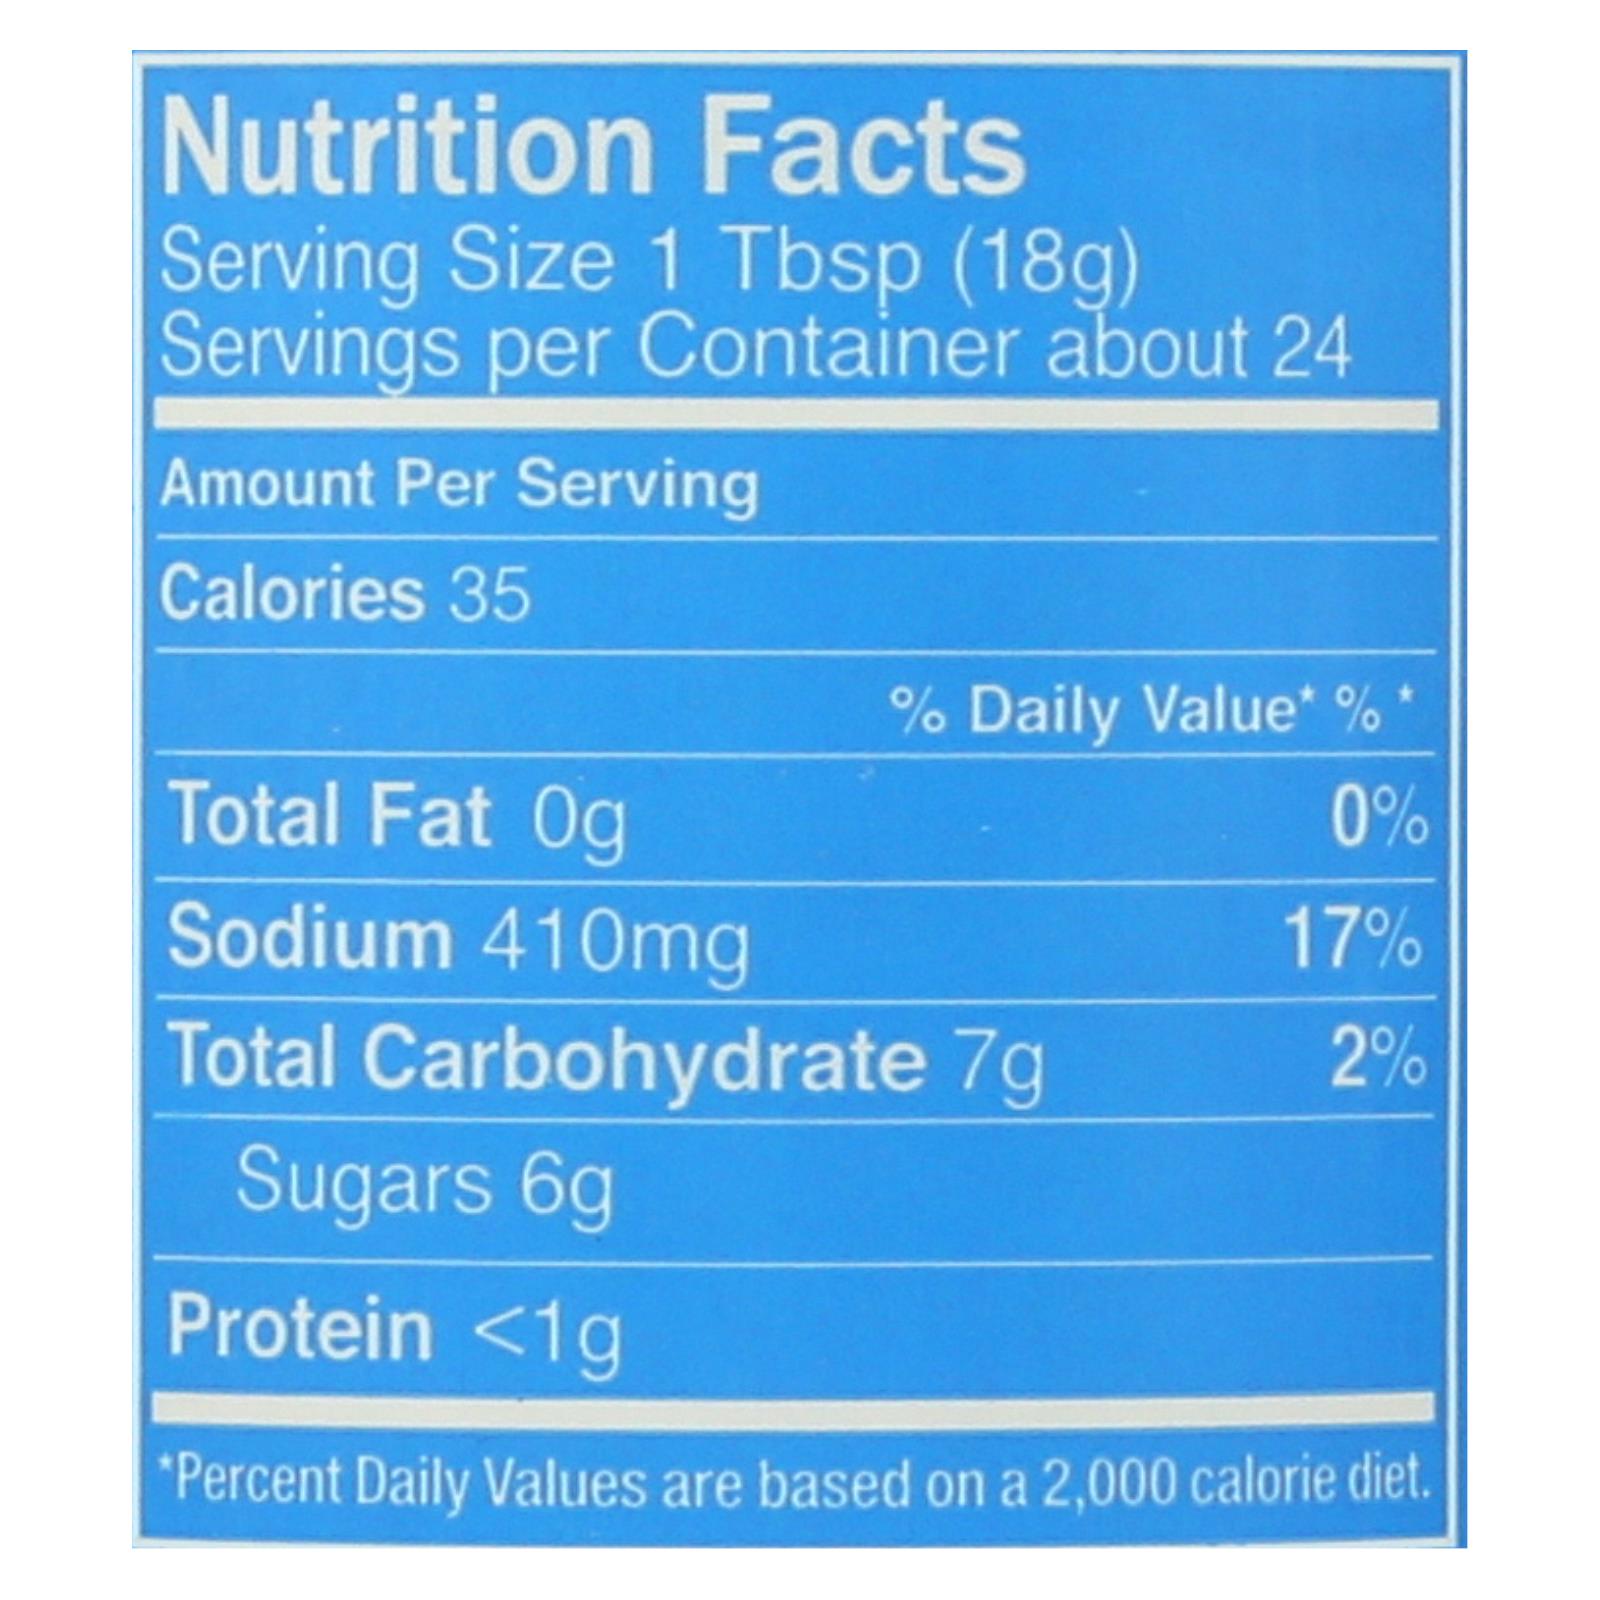 Nutrition Facts
Serving Size 1 Tbsp (18g)
Servings per Container about 24
Amount Per Serving
Calories 35
% Daily Value* % *
Total Fat 0g 0%
Sodium 410mg 17%
Total Carbohydrate 7g 2%
Sugars 6g
Protein <1g
*Percent Daily Values are based on a 2,000 calorie diet.